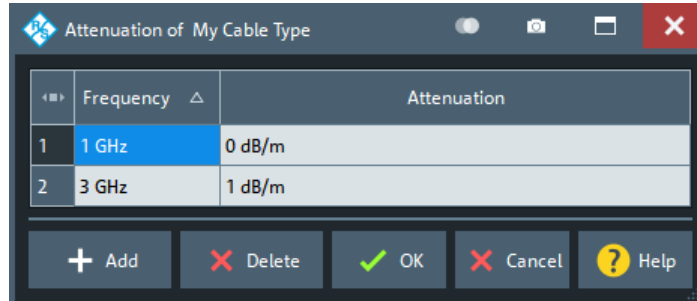 R&S Attenuation of My Cable Type
Frequency Attenuation
1 1 GHz 0 dB/m
2 3 GHz 1 dB/m
Add Delete OK Cancel ? Help